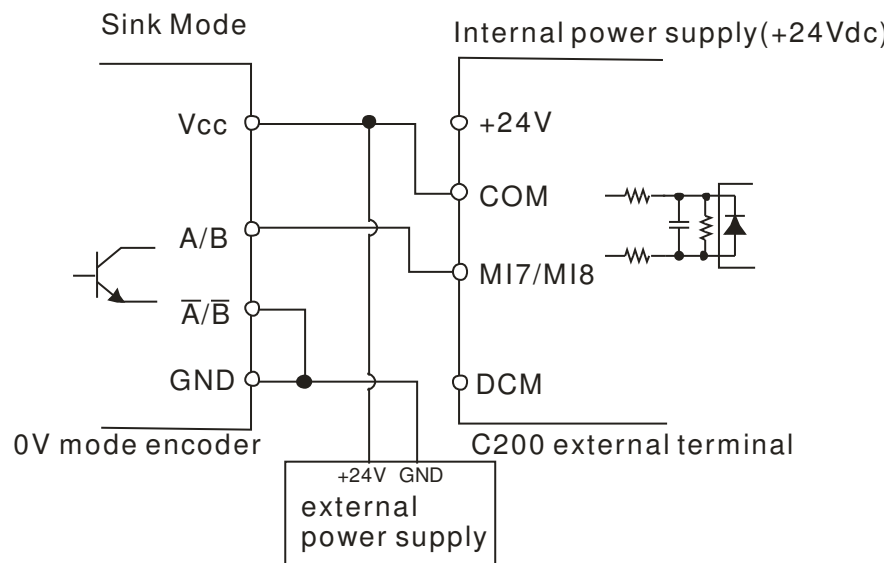 Sink Mode
Internal power supply(+24Vdc)
Vcc
+24V
COM
A/B
MI7/MI8
A̅/B̅
GND
DCM
0V mode encoder
C200 external terminal
+24V GND
external
power supply